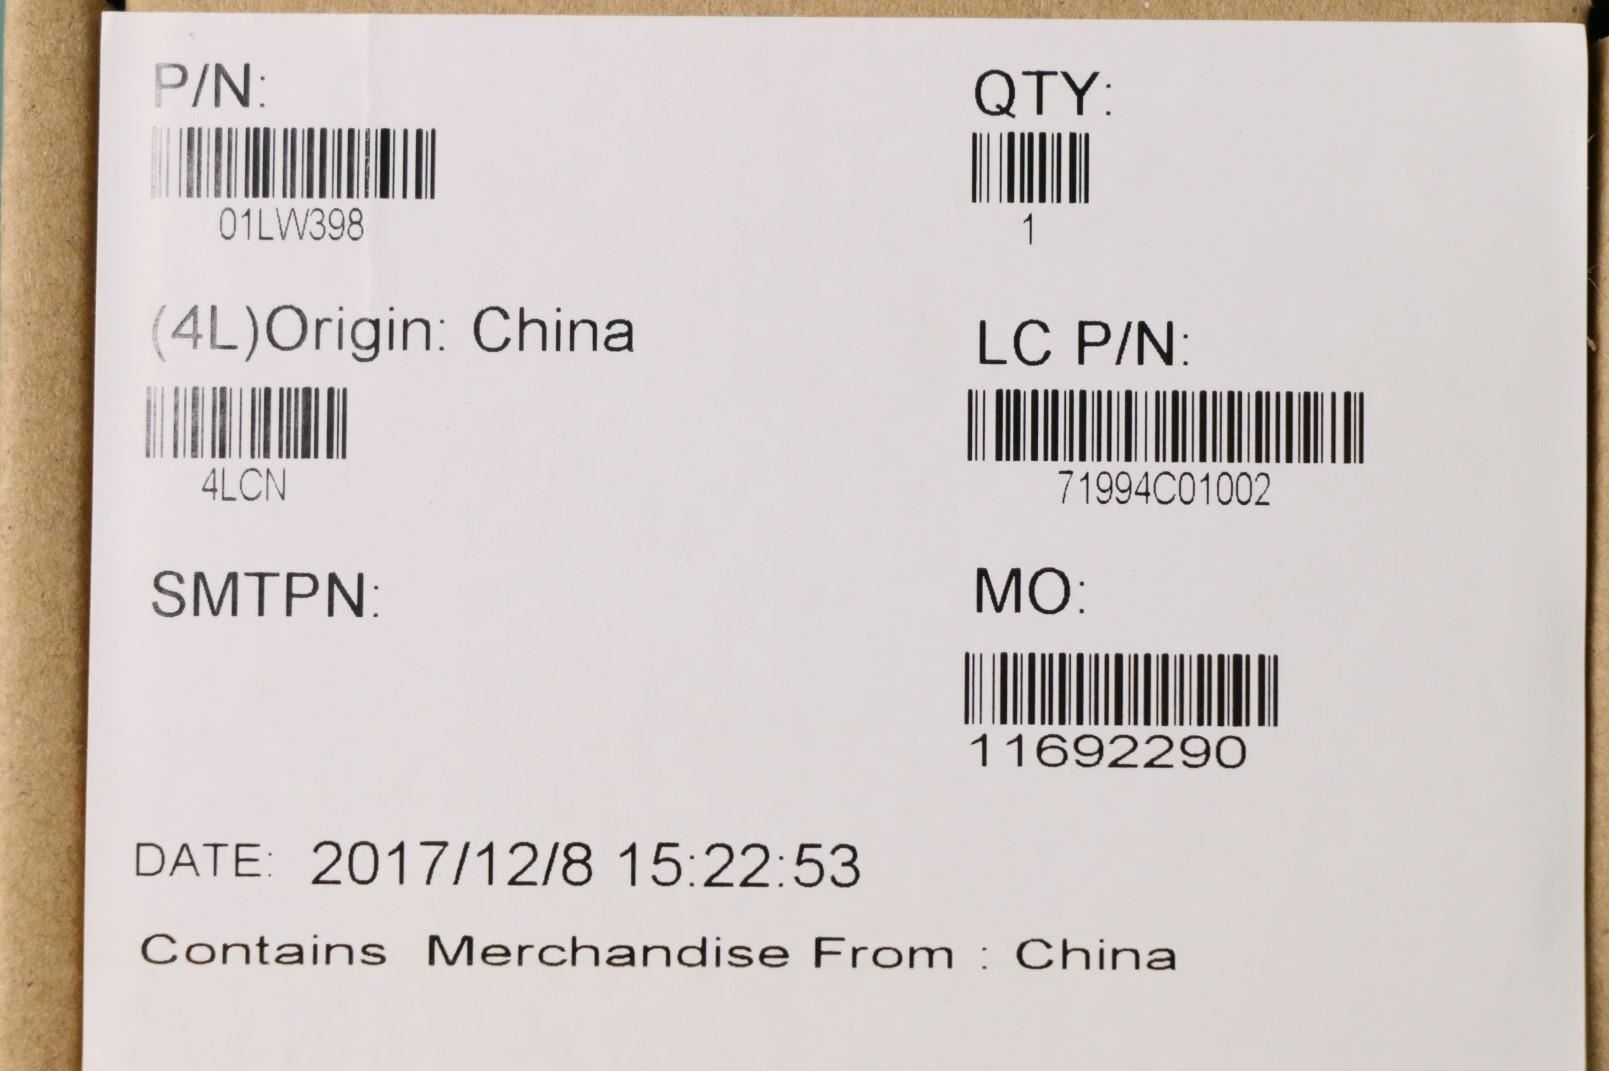 P/N:
QTY:
01LW398
1
(4L)Origin: China
LC P/N:
4LCN
71994C01002
SMTPN:
MO:
11692290
DATE: 2017/12/8 15:22:53
Contains Merchandise From : China